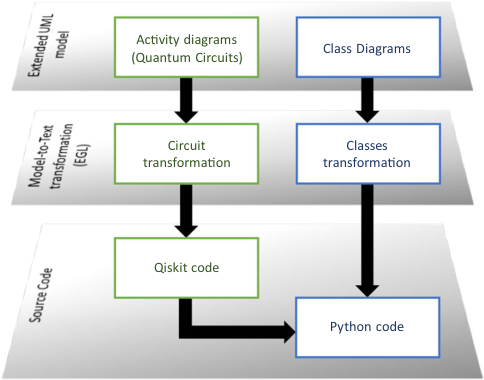 Extended UML
model
Activity diagrams
(Quantum Circuits)
Class Diagrams
Model-to-Text
transformation
(EGL)
Circuit
transformation
Classes
transformation
Source Code
Qiskit code
Python code